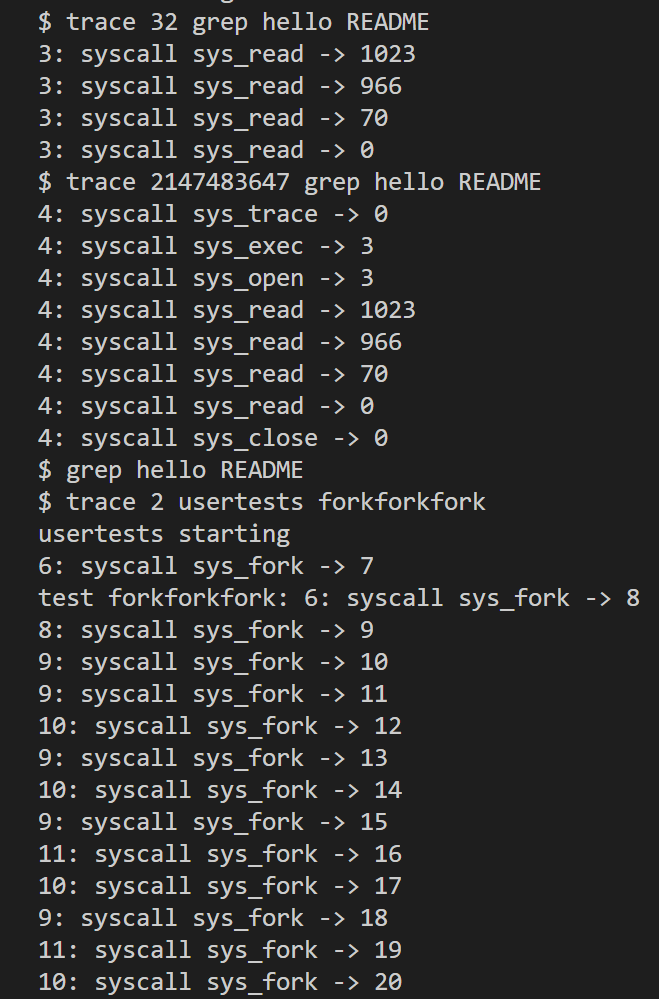 $ trace 32 grep hello README
3: syscall sys_read -> 1023
3: syscall sys_read -> 966
3: syscall sys_read -> 70
3: syscall sys_read -> 0
$ trace 2147483647 grep hello README
4: syscall sys_trace -> 0
4: syscall sys_exec -> 3
4: syscall sys_open -> 3
4: syscall sys_read -> 1023
4: syscall sys_read -> 966
4: syscall sys_read -> 70
4: syscall sys_read -> 0
4: syscall sys_close -> 0
$ grep hello README
$ trace 2 usertests forkforkfork
usertests starting
6: syscall sys_fork -> 7
test forkforkfork: 6: syscall sys_fork -> 8
8: syscall sys_fork -> 9
9: syscall sys_fork -> 10
9: syscall sys_fork -> 11
10: syscall sys_fork -> 12
9: syscall sys_fork -> 13
10: syscall sys_fork -> 14
9: syscall sys_fork -> 15
11: syscall sys_fork -> 16
10: syscall sys_fork -> 17
9: syscall sys_fork -> 18
11: syscall sys_fork -> 19
10: syscall sys_fork -> 20